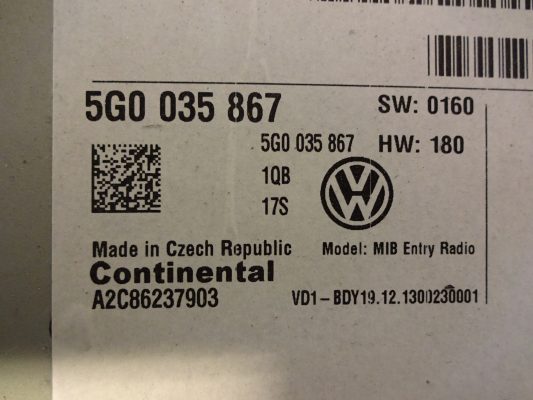 5G0 035 867 SW: 0160
5G0 035 867 HW: 180
1QB
17S
Made in Czech Republic Model: MIB Entry Radio
Continental
A2C86237903 VD1-BDY19.12.1300230001